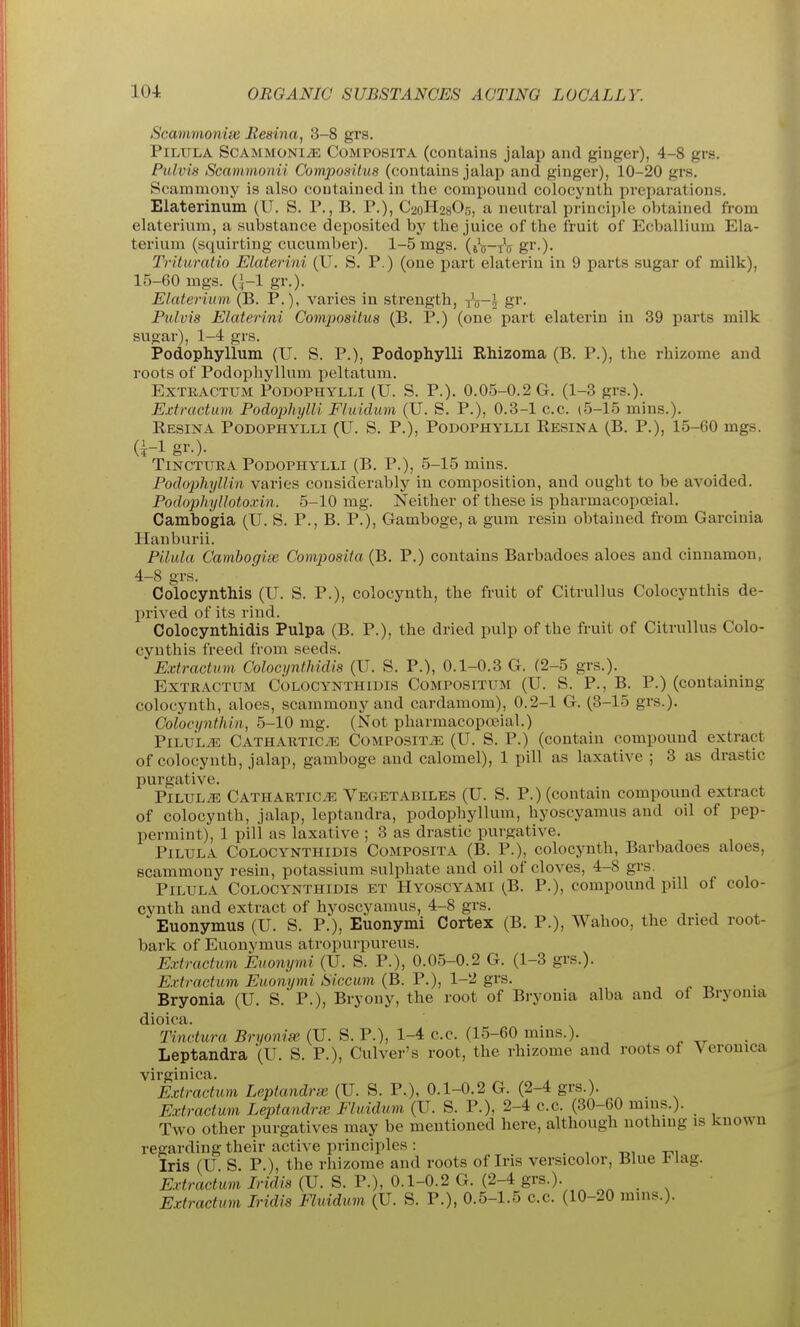 104 ORGANIC SUBSTANCES ACTING LOCALLY.
Scammoniæ Resina, 3–8 grs.
PILULA SCAMMONIÆ COMPOSITA (contains jalap and ginger), 4–8 grs.
Pulvis Scammonii Compositus (contains jalap and ginger), 10–20 grs.
Scammony is also contained in the compound colocynth preparations.
Elaterinum (U. S. P., B. P.), C20H28O5, a neutral principle obtained from
elaterium, a substance deposited by the juice of the fruit of Ecballium Ela-
terium (squirting cucumber). 1–5 mgs. (1/60–1/10 gr.).
Trituratio Elaterini (U. S. P.) (one part elaterin in 9 parts sugar of milk),
15–60 mgs. (¼–1 gr.).
Elaterium (B. P.), varies in strength, 1/10–½ gr.
Pulvis Elaterini Compositus (B. P.) (one part elaterin in 39 parts milk
sugar), 1–4 grs.
Podophyllum (U. S. P.), Podophylli Rhizoma (B. P.), the rhizome and
roots of Podophyllum peltatum.
EXTRACTUM PODOPHYLLI (U. S. P.). 0.05–0.2 G. (1–3 grs.).
Extractum Podophylli Fluidum (U. S. P.), 0.3–1 c.c. (5–15 mins.).
RESINA PODOPHYLLI (U. S. P.), PODOPHYLLI RESINA (B. P.), 15–60 mgs.
(¼–1 gr.).
TINCTURA PODOPHYLLI (B. P.), 5–15 mins.
Podophyllin varies considerably in composition, and ought to be avoided.
Podophyllotoxin. 5–10 mg. Neither of these is pharmacopœial.
Cambogia (U. S. P., B. P.), Gamboge, a gum resin obtained from Garcinia
Hanburii.
Pilula Cambogiæ Composita (B. P.) contains Barbadoes aloes and cinnamon,
4–8 grs.
Colocynthis (U. S. P.), colocynth, the fruit of Citrullus Colocynthis de-
prived of its rind.
Colocynthidis Pulpa (B. P.), the dried pulp of the fruit of Citrullus Colo-
cynthis freed from seeds.
Extractum Colocynthidis (U. S. P.), 0.1–0.3 G. (2–5 grs.).
EXTRACTUM COLOCYNTHIDIS COMPOSITUM (U. S. P., B. P.) (containing
colocynth, aloes, scammony and cardamom), 0.2–1 G. (3–15 grs.).
Colocynthin, 5–10 mg. (Not pharmacopœial.)
PILULÆ CATHARTICÆ COMPOSITÆ (U. S. P.) (contain compound extract
of colocynth, jalap, gamboge and calomel), 1 pill as laxative ; 3 as drastic
purgative.
PILULÆ CATHARTICÆ VEGETABILES (U. S. P.) (contain compound extract
of colocynth, jalap, leptandra, podophyllum, hyoscyamus and oil of pep-
permint), 1 pill as laxative ; 3 as drastic purgative.
PILULA COLOCYNTHIDIS COMPOSITA (B. P.), colocynth, Barbadoes aloes,
scammony resin, potassium sulphate and oil of cloves, 4–8 grs.
PILULA COLOCYNTHIDIS ET HYOSCYAMI (B. P.), compound pill of colo-
cynth and extract of hyoscyamus, 4–8 grs.
Euonymus (U. S. P.), Euonymi Cortex (B. P.), Wahoo, the dried root-
bark of Euonymus atropurpureus.
Extractum Euonymi (U. S. P.), 0.05–0.2 G. (1–3 grs.).
Extractum Euonymi Siccum (B. P.), 1–2 grs.
Bryonia (U. S. P.), Bryony, the root of Bryonia alba and of Bryonia
dioica.
Tinctura Bryoniæ (U. S. P.), 1–4 c.c. (15–60 mins.).
Leptandra (U. S. P.), Culver's root, the rhizome and roots of Veronica
virginica.
Extractum Leptandræ (U. S. P.), 0.1–0.2 G. (2–4 grs.).
Extractum Leptandræ Fluidum (U. S. P.), 2–4 c.c. (30–60 mins.).
Two other purgatives may be mentioned here, although nothing is known
regarding their active principles :
Iris (U. S. P.), the rhizome and roots of Iris versicolor, Blue Flag.
Extractum Iridis (U. S. P.), 0.1–0.2 G. (2–4 grs.).
Extractum Iridis Fluidum (U. S. P.), 0.5–1.5 c.c. (10–20 mins.).